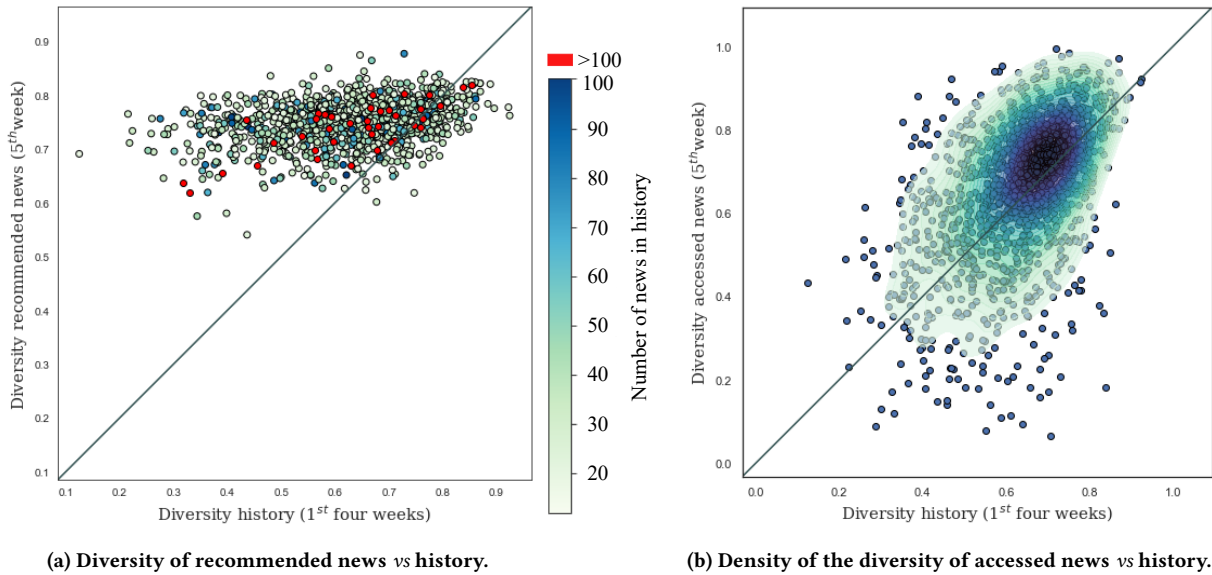 0.9
0.8
0.7
0.6
0.5
0.4
0.3
0.2
0.1
Diversity recommended news (5th week)
0.1 0.2 0.3 0.4 0.5 0.6 0.7 0.8 0.9
Diversity history (1st four weeks)
>100
100
90
80
70
60
50
40
30
20
Number of news in history
1.0
0.8
0.6
0.4
0.2
0.0
Diversity accessed news (5th week)
0.0 0.2 0.4 0.6 0.8 1.0
Diversity history (1st four weeks)
(a) Diversity of recommended news vs history.
(b) Density of the diversity of accessed news vs history.